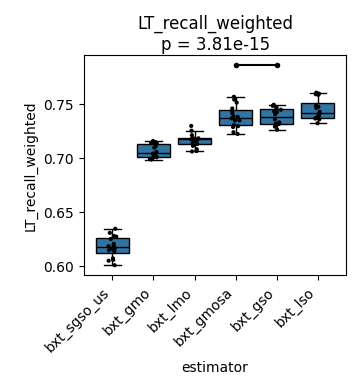 LT_recall_weighted
p = 3.81e-15
LT_recall_weighted
0.75
0.70
0.65
0.60
bxt_sgso_us
bxt_gmo
bxt_lmo
bxt_gmosa
bxt_gso
bxt_lso
estimator